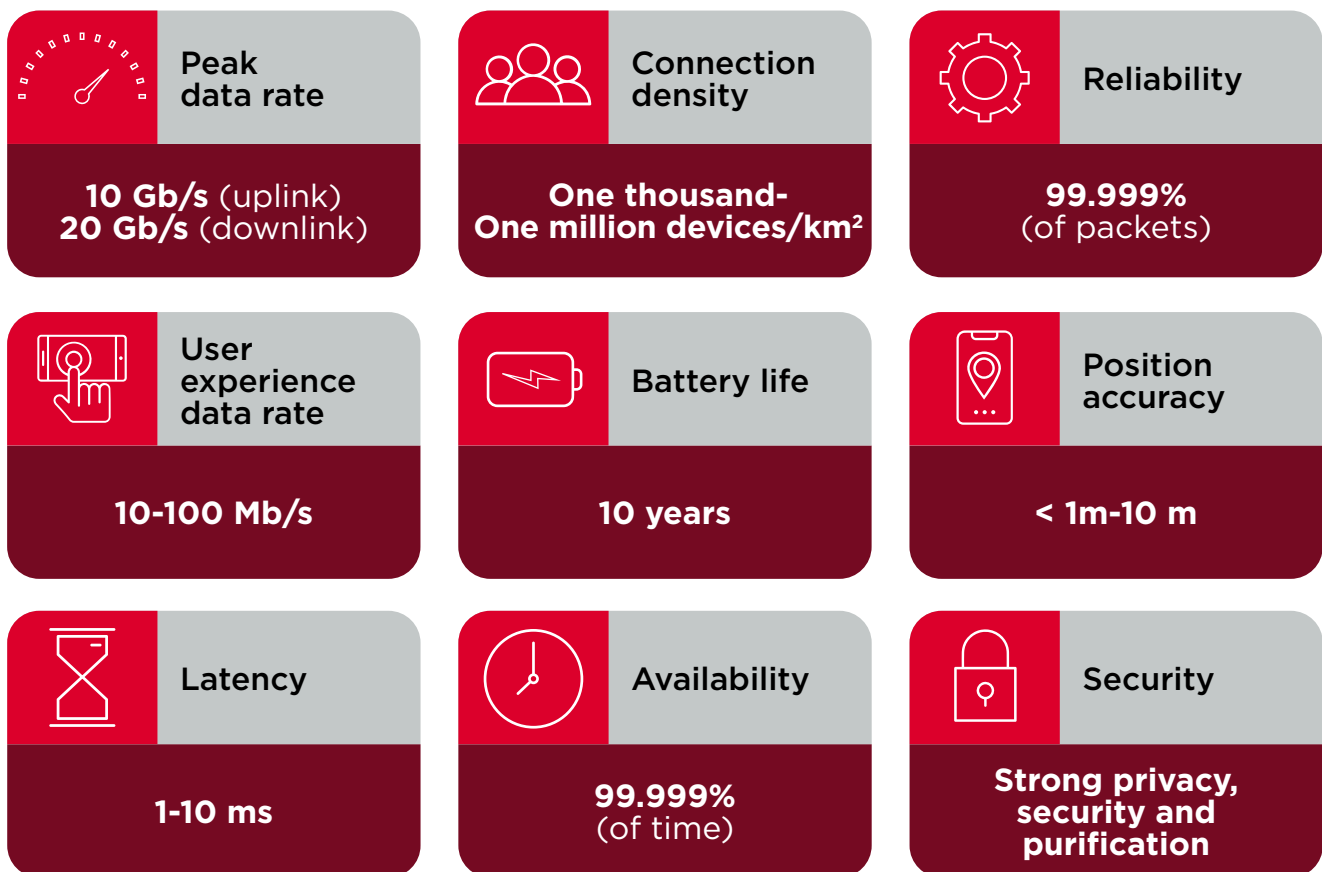 Peak
data rate
10 Gb/s (uplink)
20 Gb/s (downlink)
Connection
density
One thousand-
One million devices/km²
Reliability
99.999%
(of packets)
User
experience
data rate
10-100 Mb/s
Battery life
10 years
Position
accuracy
< 1m-10 m
Latency
1-10 ms
Availability
99.999%
(of time)
Security
Strong privacy,
security and
purification